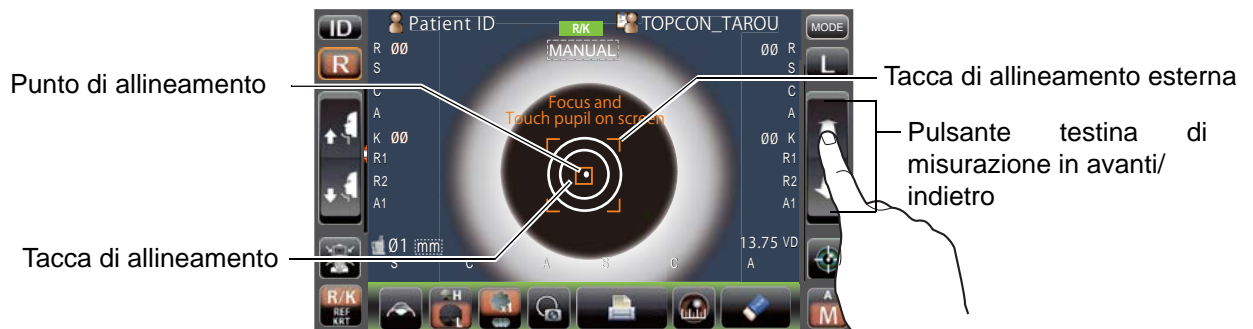 ID
Patient ID
R/K
TOPCON_TAROU
MODE
R 00
MANUAL
00 R
R
S
S
L
Punto di allineamento
Tacca di allineamento esterna
C
C
Focus and
Touch pupil on screen
A
A
K 00
00 K
Pulsante testina di
misurazione in avanti/
indietro
R1
R1
R2
R2
A1
A1
Tacca di allineamento
01 mm
13.75 VD
S C A S C A
R/K
REF
KRT
H
L
x1
A
M